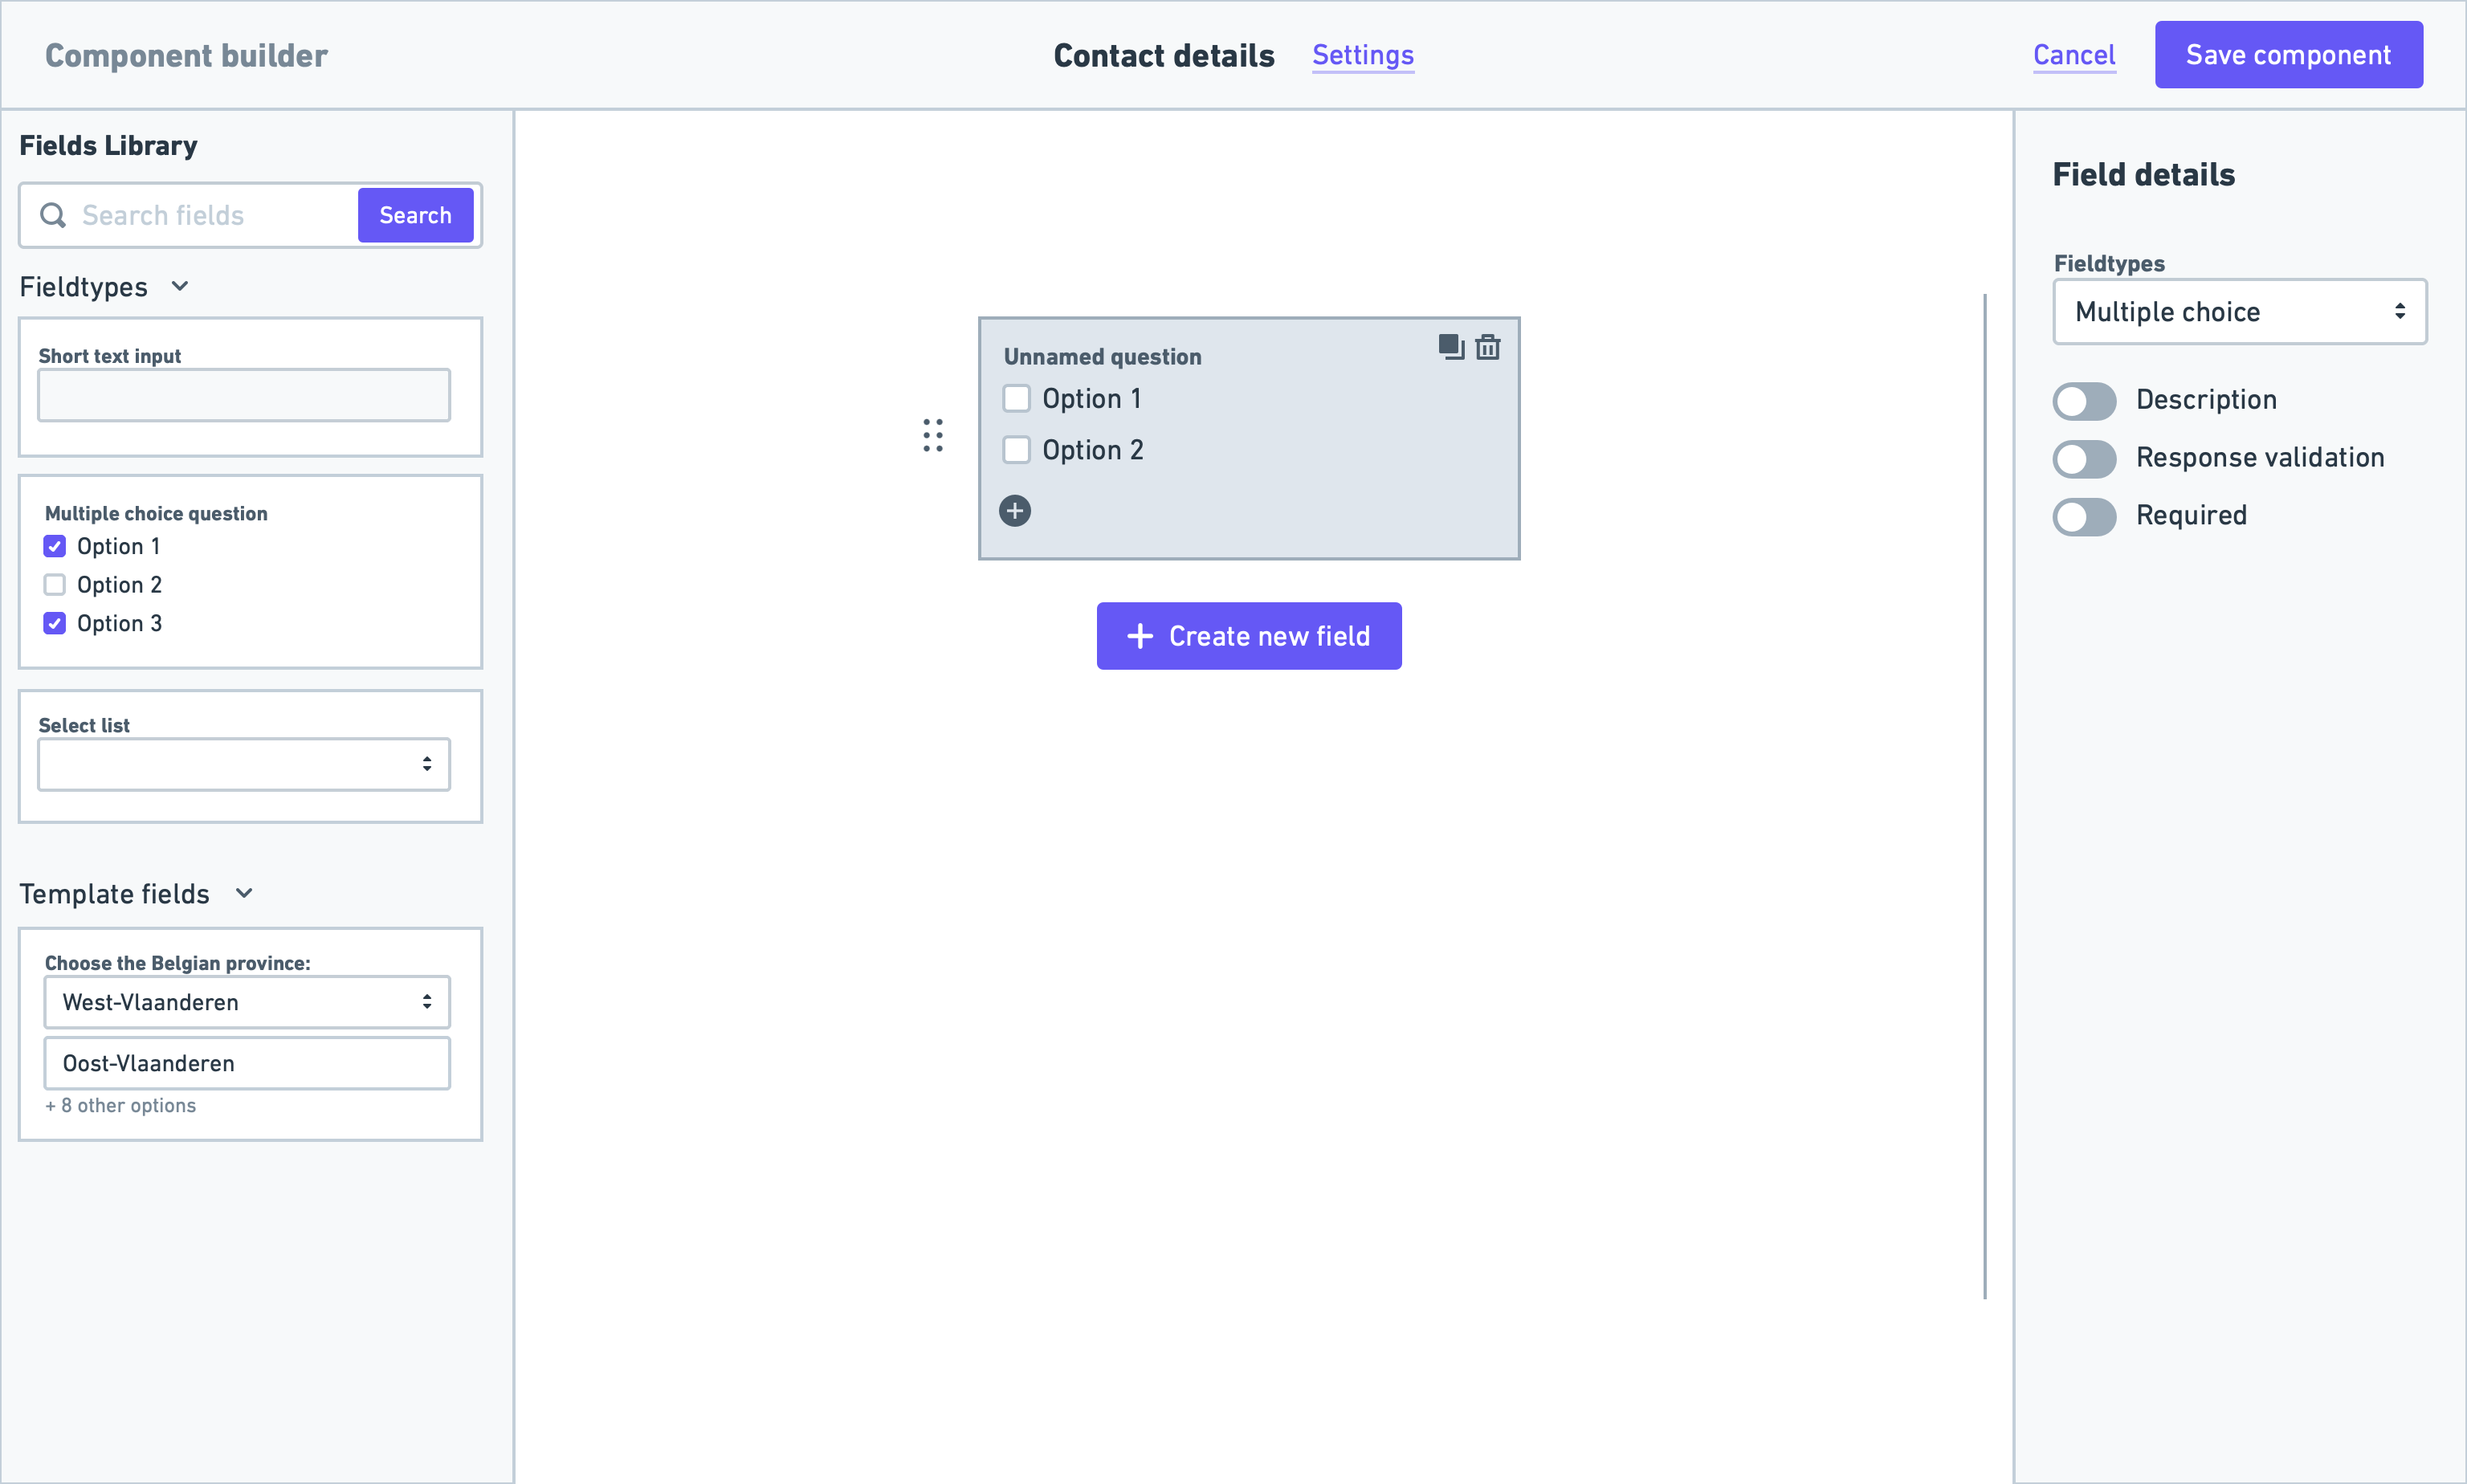 Component builder
Contact details Settings
Cancel Save component
Fields Library
Search fields Search
Fieldtypes
Short text input
Multiple choice question
Option 1
Option 2
Option 3
Select list
Template fields
Choose the Belgian province:
West-Vlaanderen
Oost-Vlaanderen
+ 8 other options
Unnamed question
Option 1
Option 2
Create new field
Field details
Fieldtypes
Multiple choice
Description
Response validation
Required